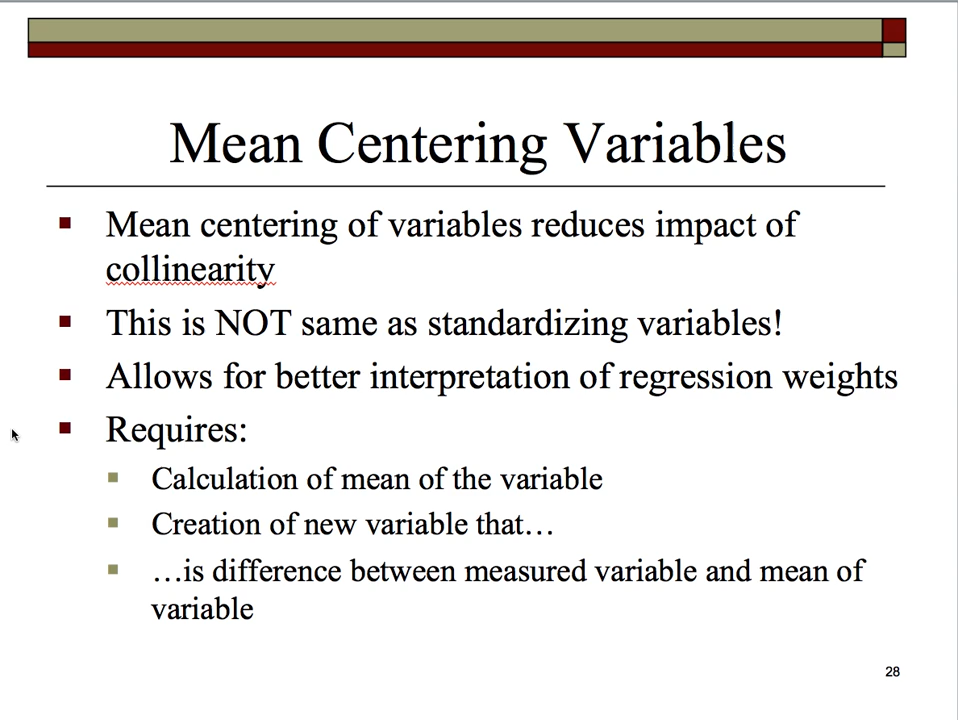 Mean Centering Variables
Mean centering of variables reduces impact of
collinearity
This is NOT same as standardizing variables!
Allows for better interpretation of regression weights
Requires:
Calculation of mean of the variable
Creation of new variable that…
…is difference between measured variable and mean of
variable
28